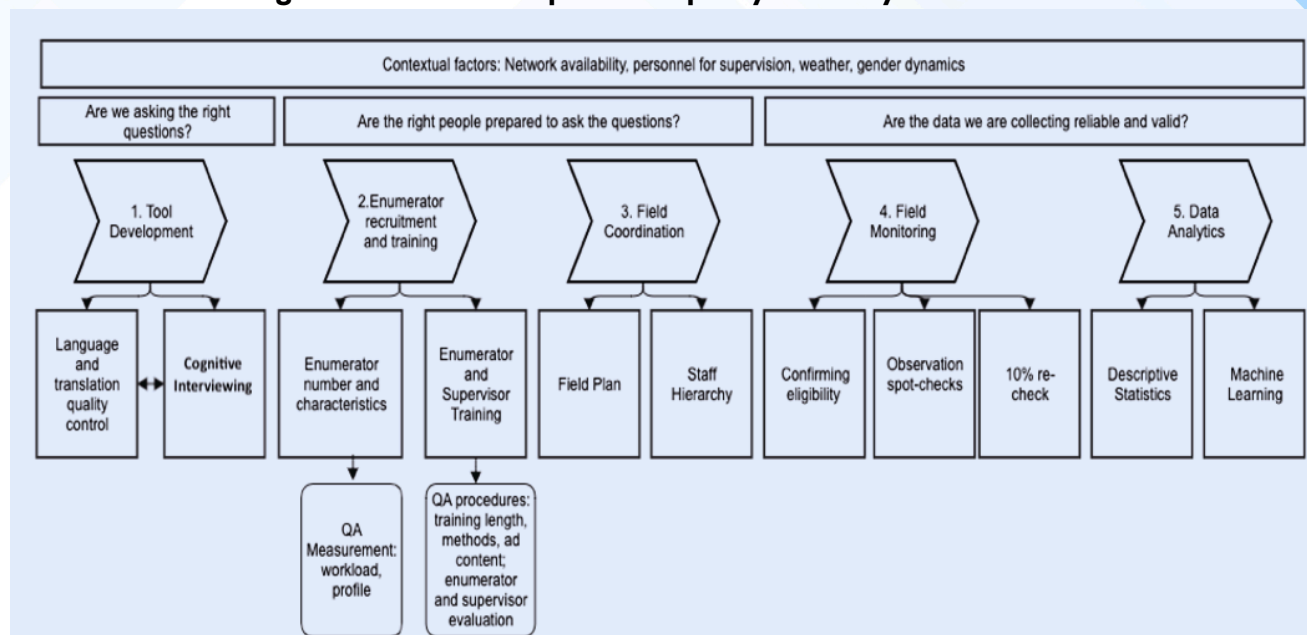 Contextual factors: Network availability, personnel for supervision, weather, gender dynamics
Are we asking the right
questions?
Are the right people prepared to ask the questions?
Are the data we are collecting reliable and valid?
1. Tool
Development
2.Enumerator
recruitment
and training
3. Field
Coordination
4. Field
Monitoring
5. Data
Analytics
Language
and
translation
quality
control
Cognitive
Interviewing
Enumerator
number and
characteristics
Enumerator
and
Supervisor
Training
Field Plan
Staff
Hierarchy
Confirming
eligibility
Observation
spot-checks
10% re-
check
Descriptive
Statistics
Machine
Learning
QA
Measurement:
workload,
profile
QA procedures:
training length,
methods, ad
content;
enumerator
and supervisor
evaluation